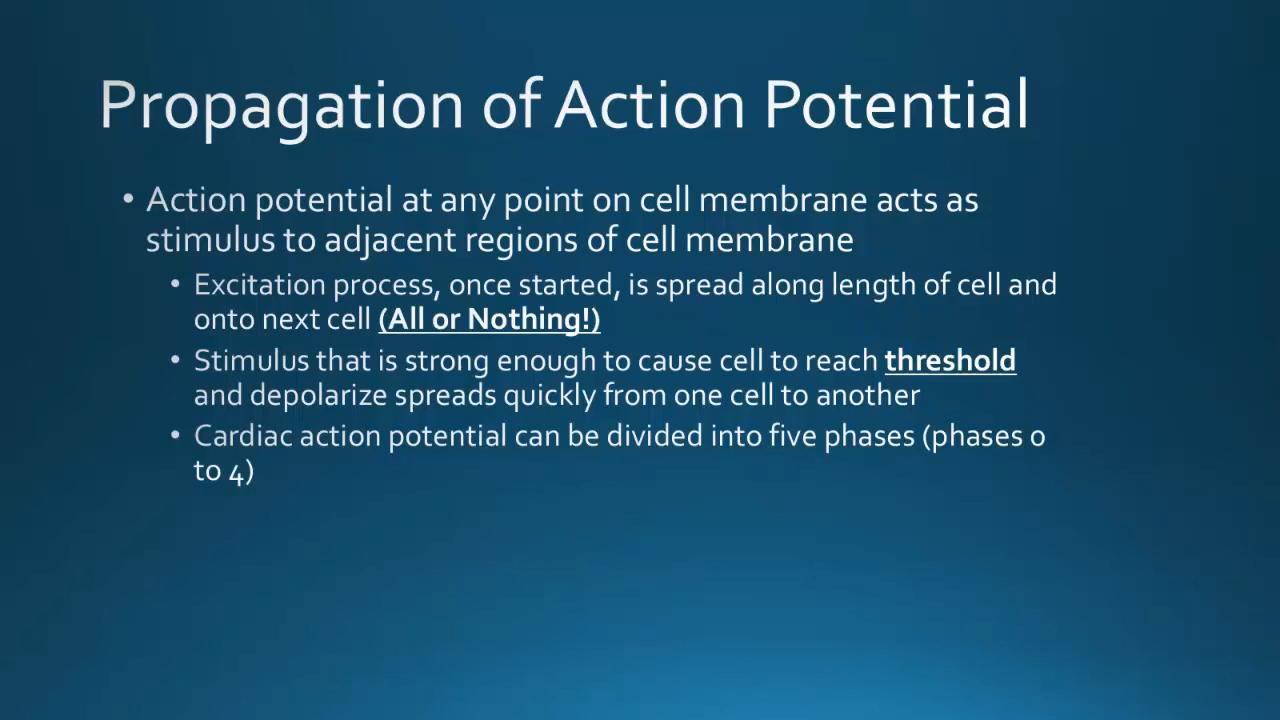 Propagation of Action Potential
• Action potential at any point on cell membrane acts as
stimulus to adjacent regions of cell membrane
• Excitation process, once started, is spread along length of cell and
onto next cell (All or Nothing!)
• Stimulus that is strong enough to cause cell to reach threshold
and depolarize spreads quickly from one cell to another
• Cardiac action potential can be divided into five phases (phases 0
to 4)